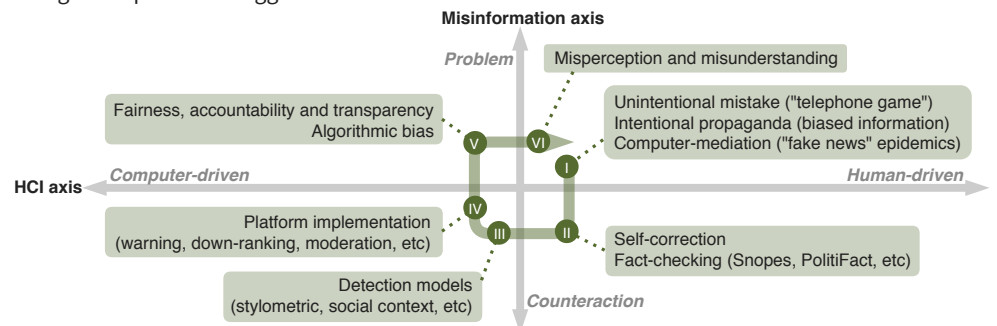 Misinformation axis
Problem
Misperception and misunderstanding
Fairness, accountability and transparency
Algorithmic bias
Unintentional mistake ("telephone game")
Intentional propaganda (biased information)
Computer-mediation ("fake news" epidemics)
V
VI
I
HCI axis
Computer-driven
Human-driven
IV
III
II
Platform implementation
(warning, down-ranking, moderation, etc)
Self-correction
Fact-checking (Snopes, PolitiFact, etc)
Detection models
(stylometric, social context, etc)
Counteraction